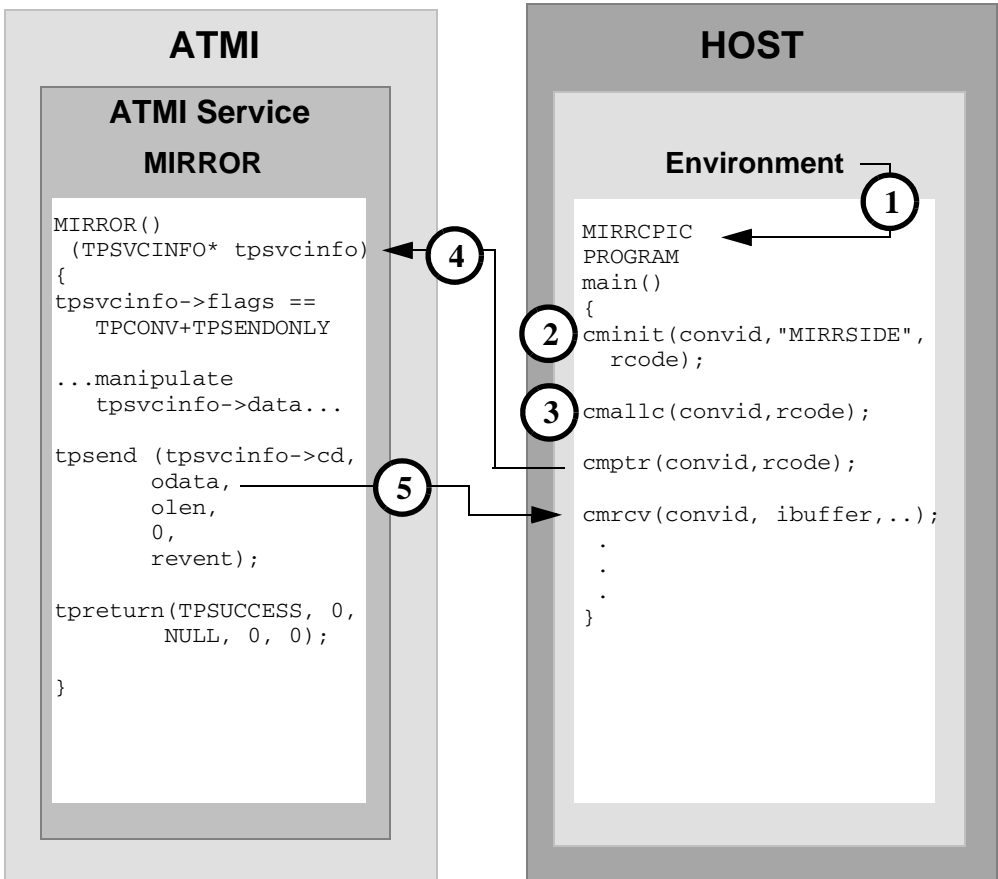 ATMI
ATMI Service
MIRROR
MIRROR()
(TPSVCINFO* tpsvcinfo)
{
tpsvcinfo->flags ==
TPCONV+TPSENDONLY
...manipulate
tpsvcinfo->data...
tpsend (tpsvcinfo->cd,
odata,
olen,
0,
revent);
tpreturn(TPSUCCESS, 0,
NULL, 0, 0);
}
4
5
HOST
Environment
1
MIRRCPIC
PROGRAM
main()
{
2
cminit(convid,"MIRRSIDE",
rcode);
3
cmallc(convid,rcode);
cmptr(convid,rcode);
cmrcv(convid, ibuffer,..);
.
.
.
}